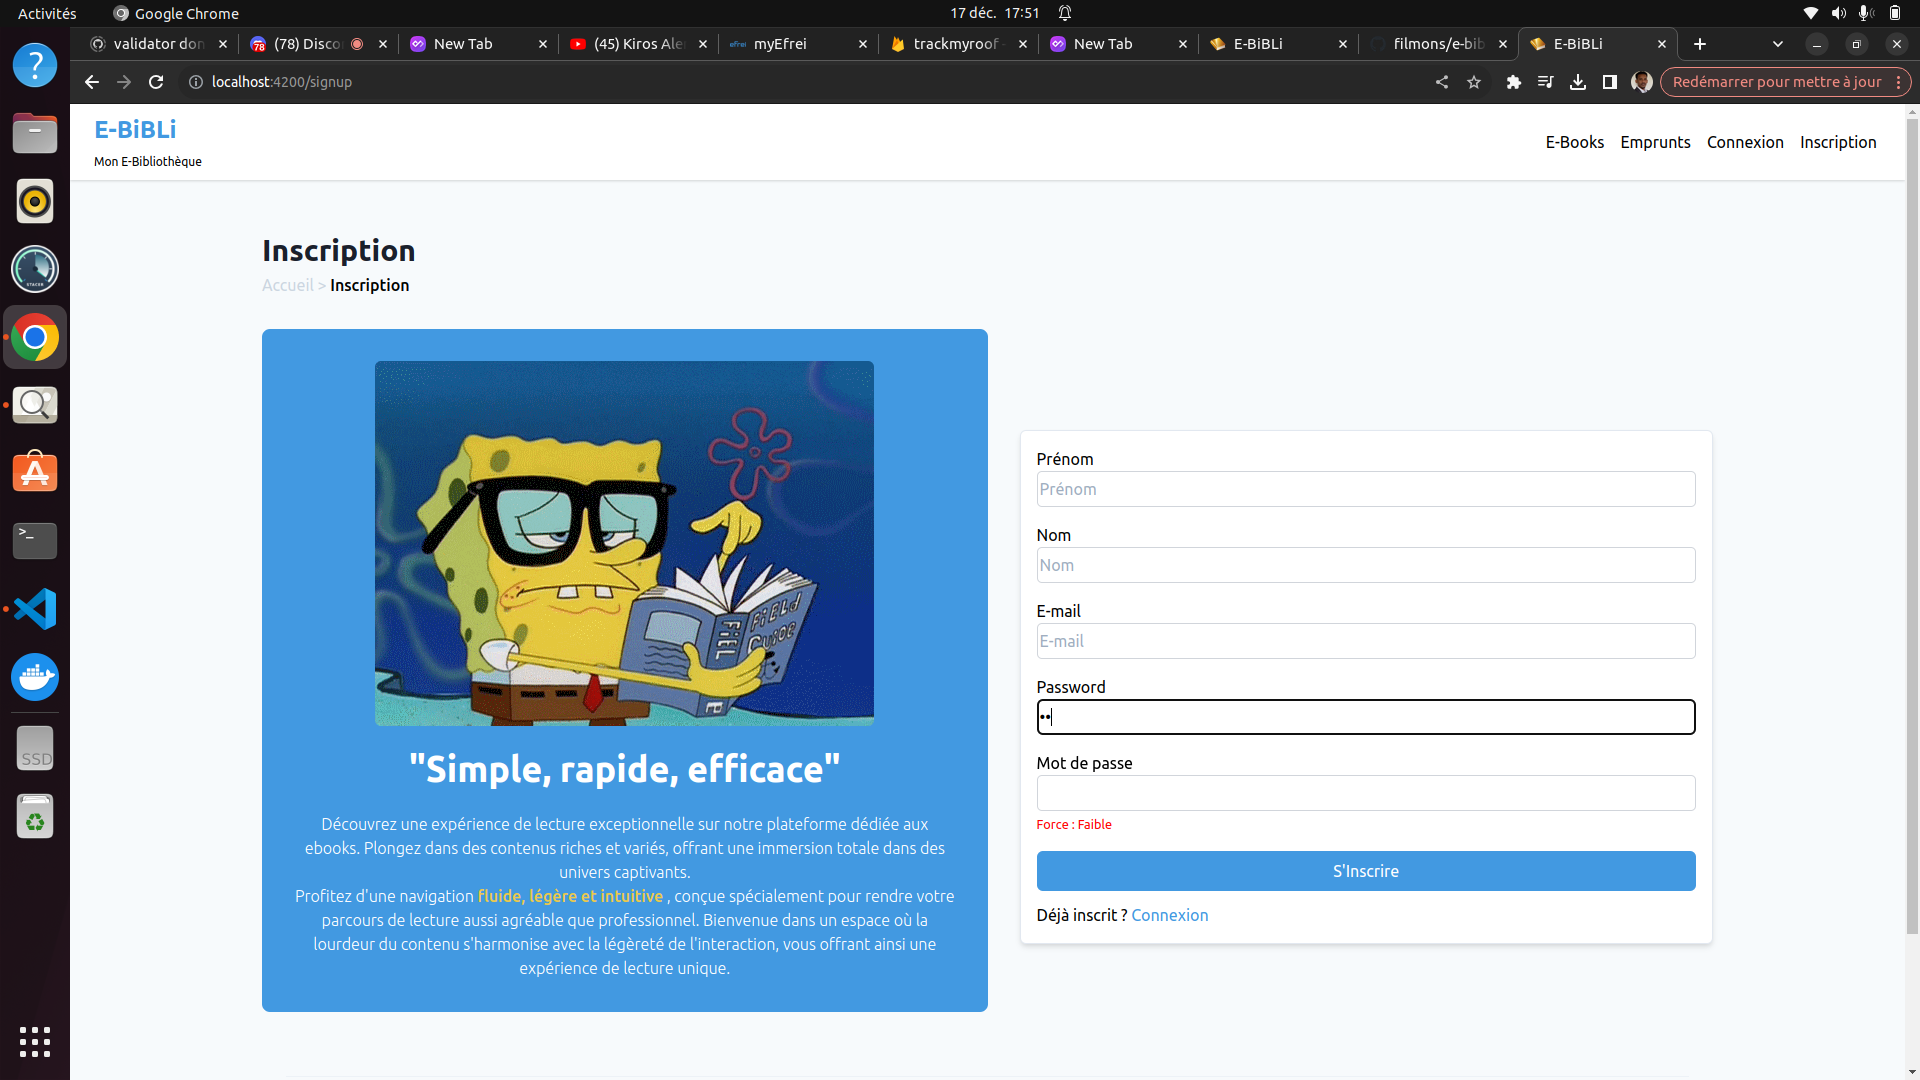 Activités
Google Chrome
17 déc. 17:51
validator don
(78) Disco
New Tab
(45) Kiros Ale
myEfrei
trackmyroof
New Tab
E-BiBLi
filmons/e-bib
E-BiBLi
localhost:4200/signup
Redémarrer pour mettre à jour
E-BiBLi
Mon E-Bibliothèque
E-Books
Emprunts
Connexion
Inscription
Inscription
Accueil > Inscription
FiELd
GUiDE
FiEL
"Simple, rapide, efficace"
Découvrez une expérience de lecture exceptionnelle sur notre plateforme dédiée aux
ebooks. Plongez dans des contenus riches et variés, offrant une immersion totale dans des
univers captivants.
Profitez d'une navigation fluide, légère et intuitive , conçue spécialement pour rendre votre
parcours de lecture aussi agréable que professionnel. Bienvenue dans un espace où la
lourdeur du contenu s'harmonise avec la légèreté de l'interaction, vous offrant ainsi une
expérience de lecture unique.
Prénom
Prénom
Nom
Nom
E-mail
E-mail
Password
••
Mot de passe
Force : Faible
S'Inscrire
Déjà inscrit ? Connexion
SSD